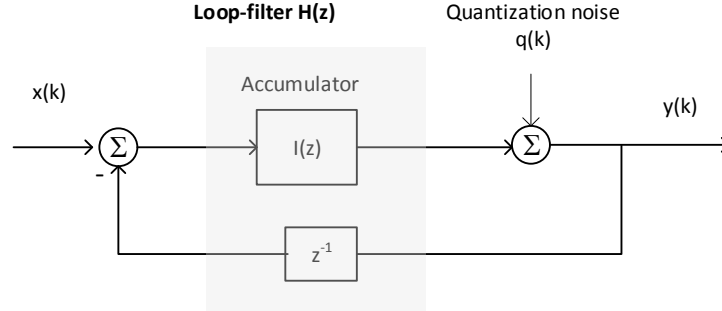 Loop-filter H(z)
Quantization noise
q(k)
Accumulator
x(k)
y(k)
Σ
I(z)
Σ
-
z⁻¹